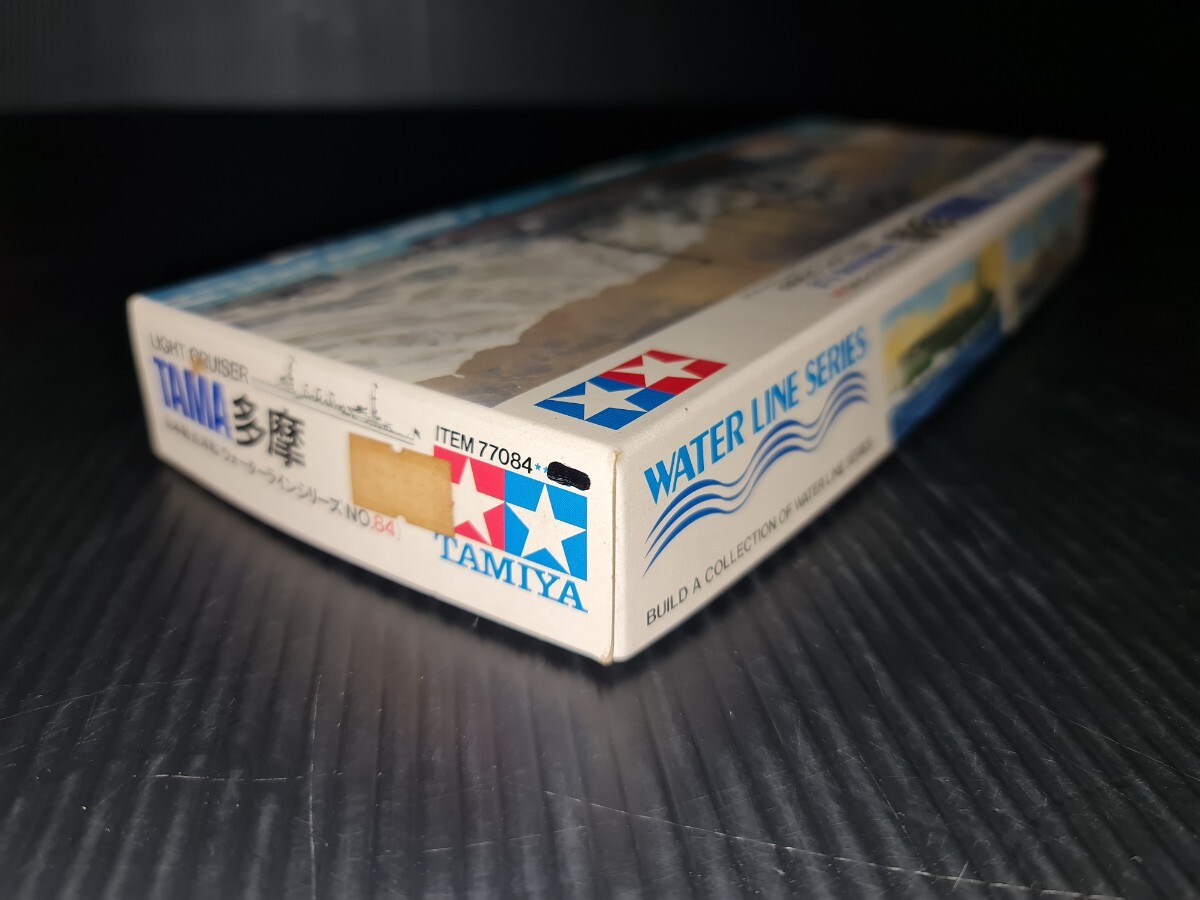 LIGHT CRUISER
TAMA 多摩
ウォーターラインシリーズ NO.84
ITEM 77084**
TAMIYA
WATER LINE SERIES
BUILD A COLLECTION OF WATER LINE SERIES